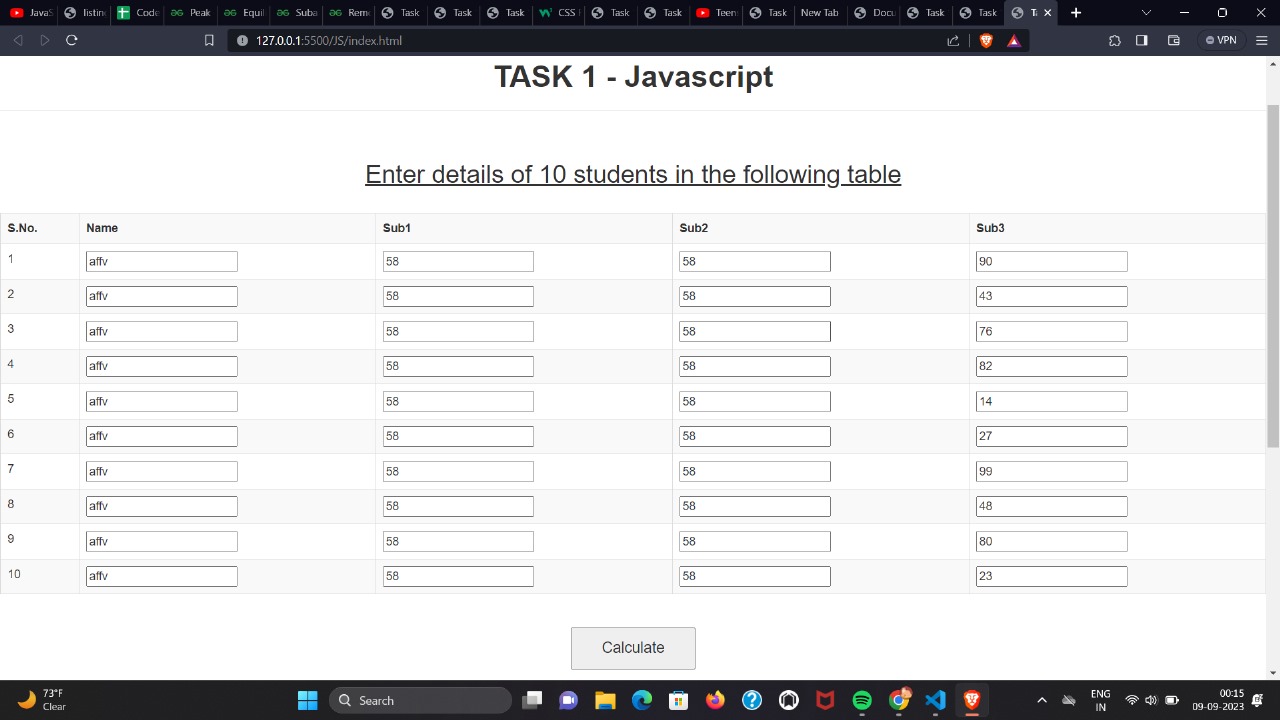 JavaS listin Code Peak Equi Suba Rem Task Task Task CSS Task Task Teen Task New Tab Docu Task Task T
127.0.0.1:5500/JS/index.html VPN
TASK 1 - Javascript
Enter details of 10 students in the following table
S.No. Name Sub1 Sub2 Sub3
1 affv 58 58 90
2 affv 58 58 43
3 affv 58 58 76
4 affv 58 58 82
5 affv 58 58 14
6 affv 58 58 27
7 affv 58 58 99
8 affv 58 58 48
9 affv 58 58 80
10 affv 58 58 23
Calculate
73°F
Clear
Search
ENG
IN
00:15
09-09-2023